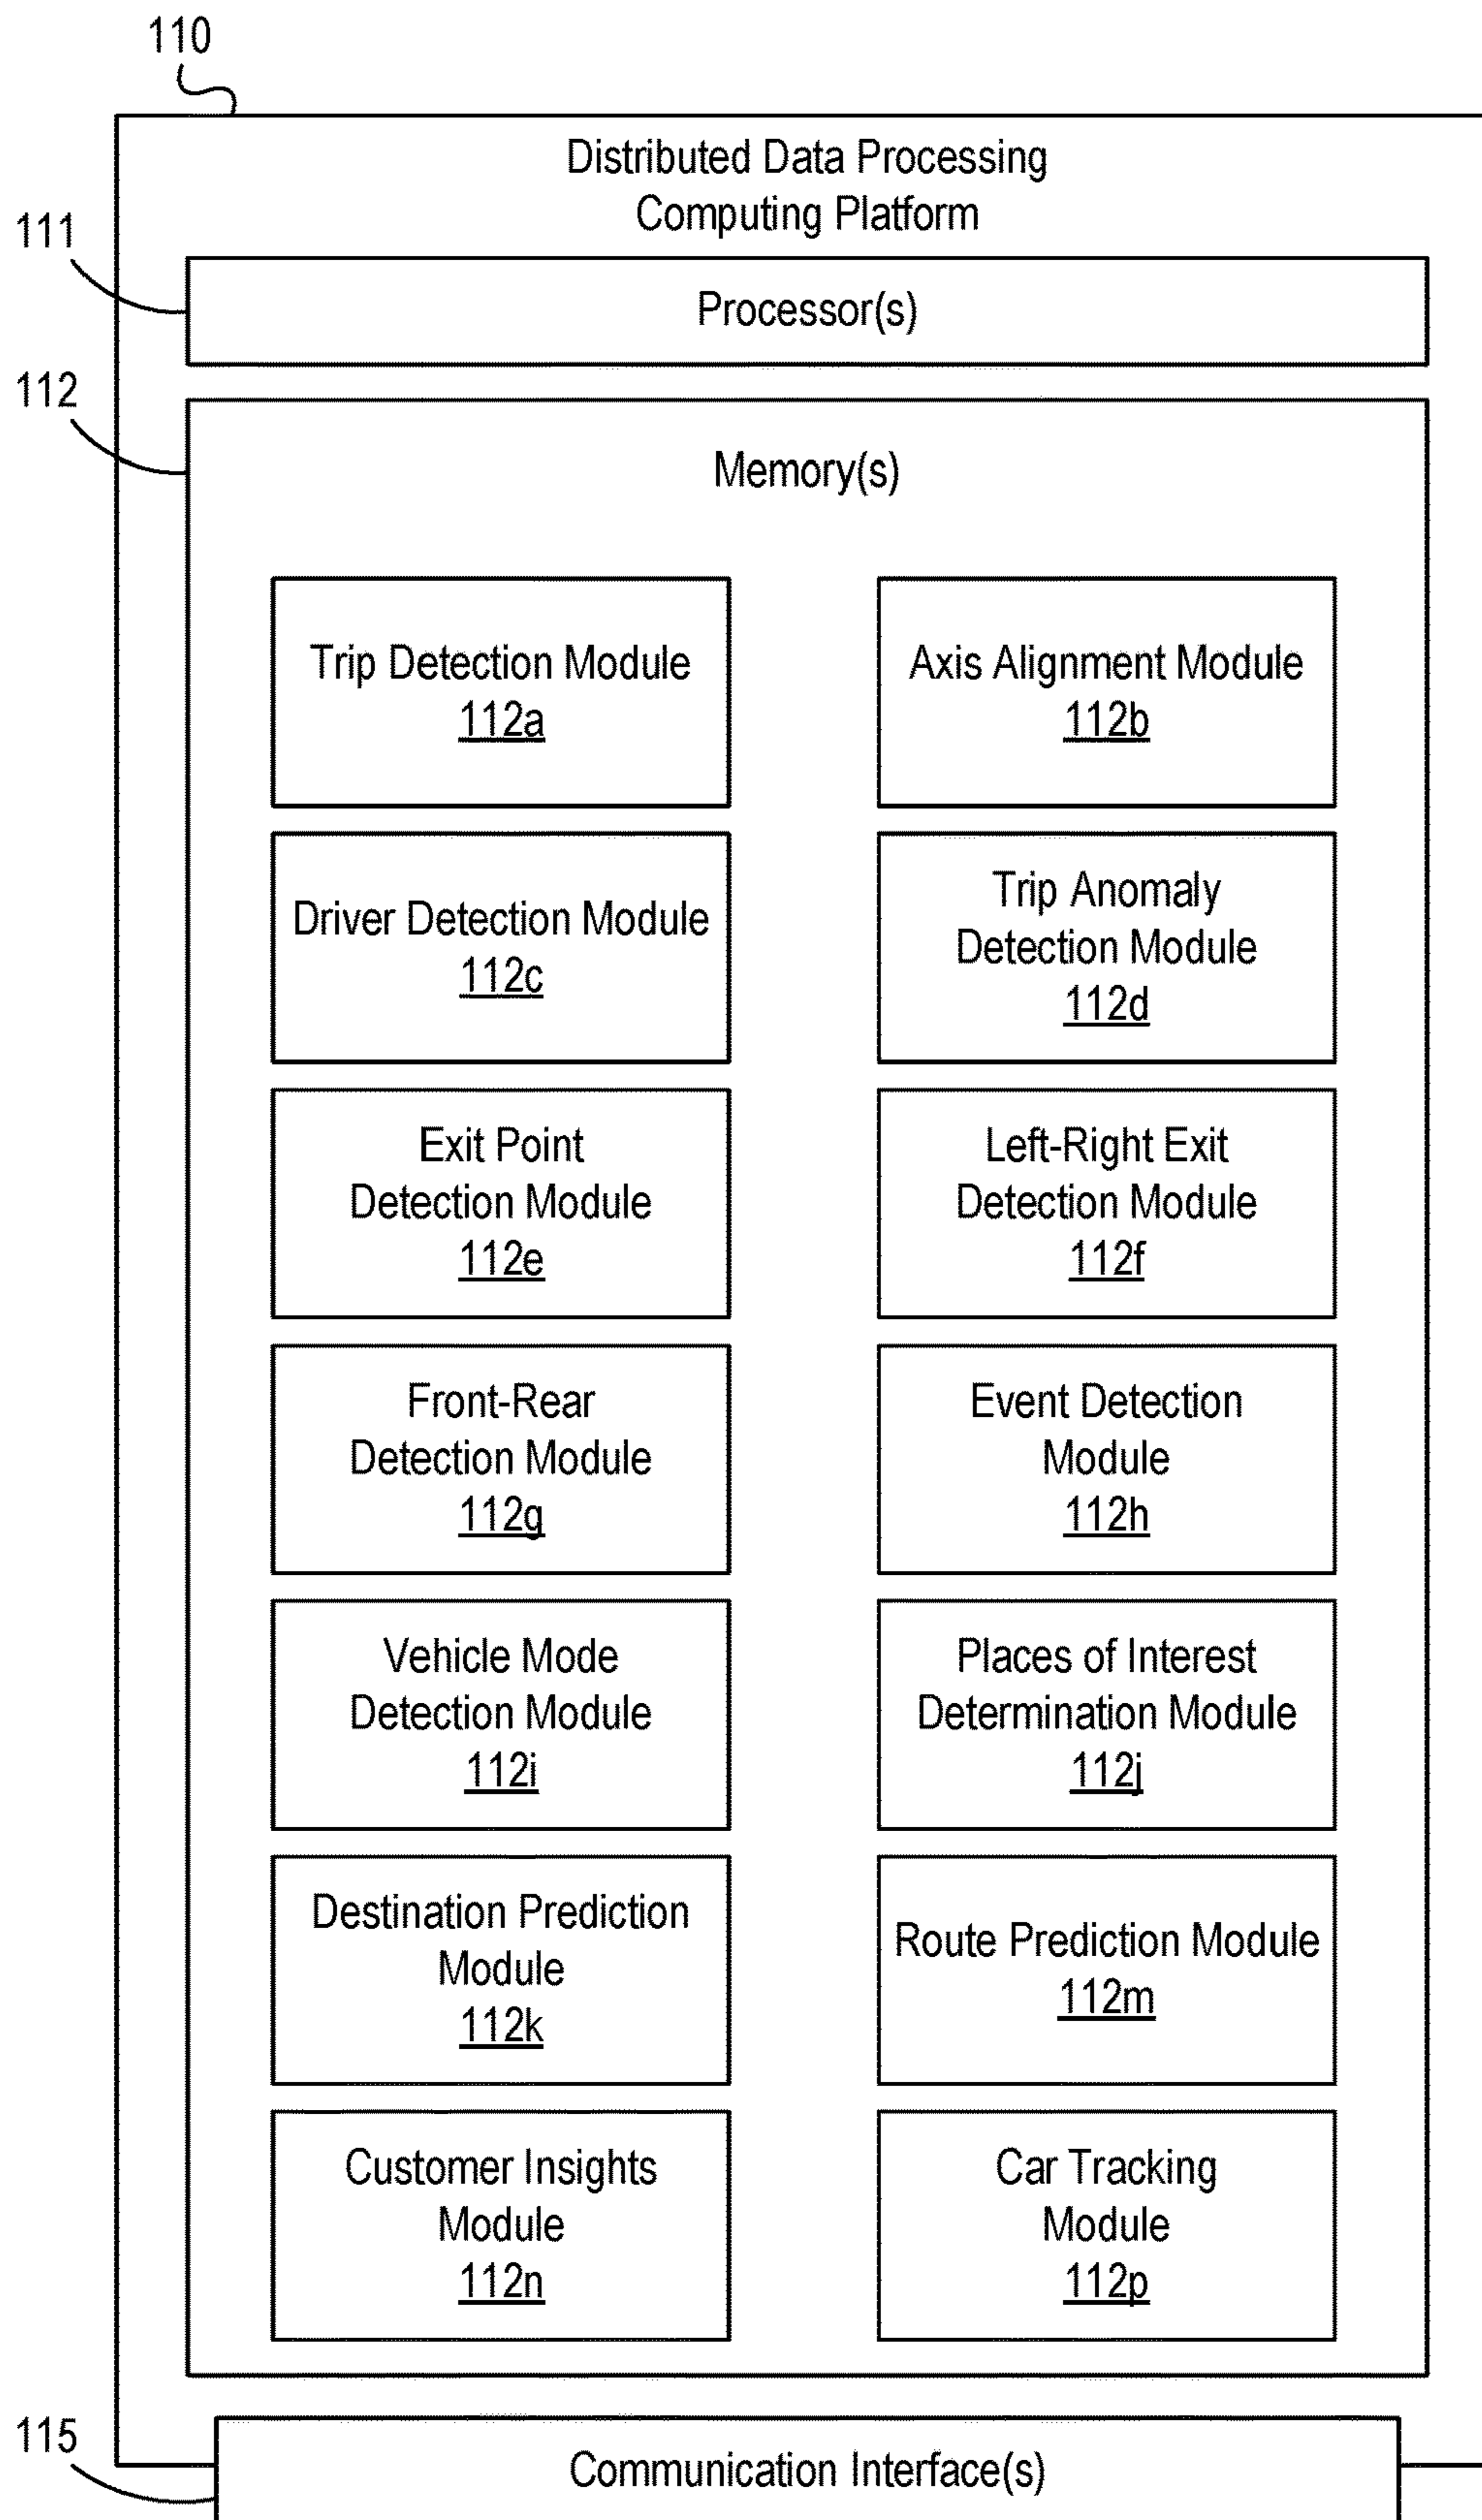 110
Distributed Data Processing
Computing Platform
111
Processor(s)
112
Memory(s)
Trip Detection Module
112a
Axis Alignment Module
112b
Driver Detection Module
112c
Trip Anomaly
Detection Module
112d
Exit Point
Detection Module
112e
Left-Right Exit
Detection Module
112f
Front-Rear
Detection Module
112g
Event Detection
Module
112h
Vehicle Mode
Detection Module
112i
Places of Interest
Determination Module
112j
Destination Prediction
Module
112k
Route Prediction Module
112m
Customer Insights
Module
112n
Car Tracking
Module
112p
115
Communication Interface(s)